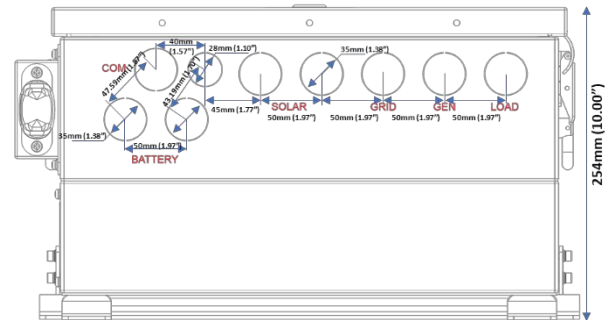 40mm
(1.57")
28mm (1.10")
35mm (1.38")
COM
47.59mm (1.87")
43.19mm (1.70")
45mm (1.77")
SOLAR
GRID
GEN
LOAD
50mm (1.97")
50mm (1.97")
50mm (1.97")
50mm (1.97")
35mm (1.38")
50mm (1.97")
BATTERY
254mm (10.00")